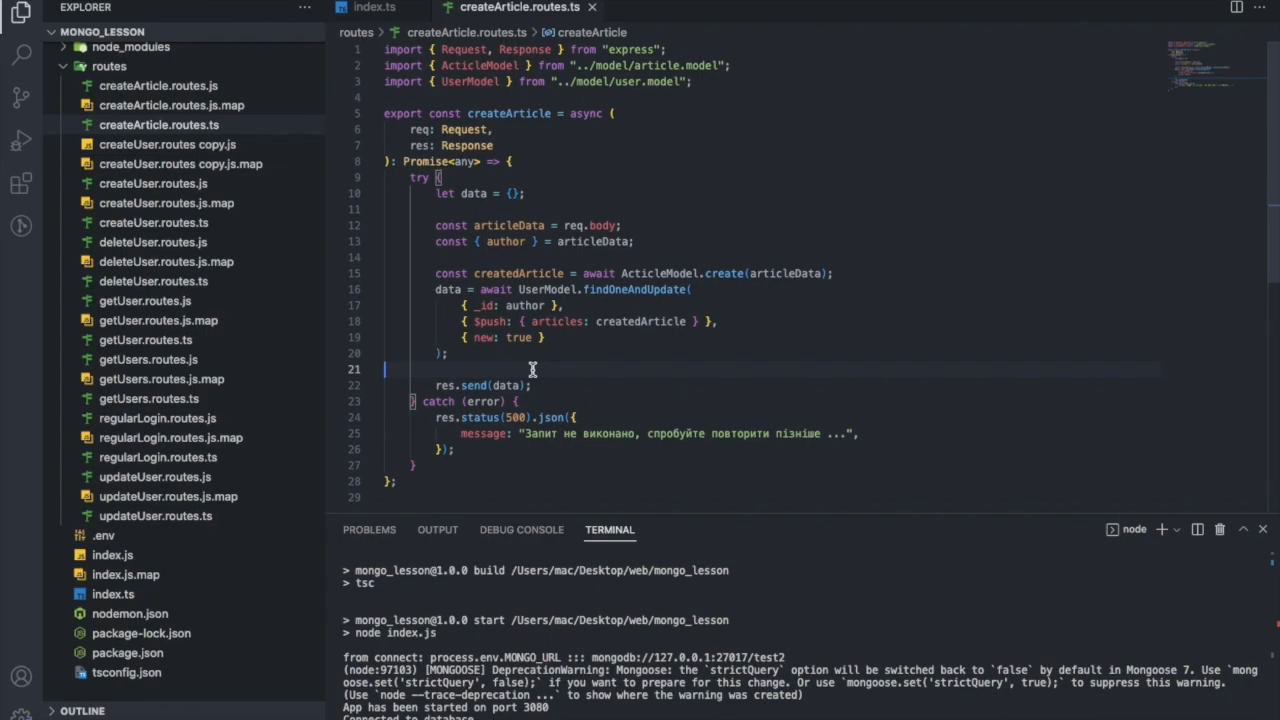 EXPLORER
MONGO_LESSON
node_modules
routes
createArticle.routes.js
createArticle.routes.js.map
createArticle.routes.ts
createUser.routes copy.js
createUser.routes copy.js.map
createUser.routes.js
createUser.routes.js.map
createUser.routes.ts
deleteUser.routes.js
deleteUser.routes.js.map
deleteUser.routes.ts
getUser.routes.js
getUser.routes.js.map
getUser.routes.ts
getUsers.routes.js
getUsers.routes.js.map
getUsers.routes.ts
regularLogin.routes.js
regularLogin.routes.js.map
regularLogin.routes.ts
updateUser.routes.js
updateUser.routes.js.map
updateUser.routes.ts
.env
index.js
index.js.map
index.ts
nodemon.json
package-lock.json
package.json
tsconfig.json
OUTLINE
index.ts createArticle.routes.ts
routes > createArticle.routes.ts > createArticle
1 import { Request, Response } from "express";
2 import { ActicleModel } from "../model/article.model";
3 import { UserModel } from "../model/user.model";
4
5 export const createArticle = async (
6 req: Request,
7 res: Response
8 ): Promise<any> => {
9 try {
10 let data = {};
11
12 const articleData = req.body;
13 const { author } = articleData;
14
15 const createdArticle = await ActicleModel.create(articleData);
16 data = await UserModel.findOneAndUpdate(
17 { _id: author },
18 { $push: { articles: createdArticle } },
19 { new: true }
20 );
21
22 res.send(data);
23 } catch (error) {
24 res.status(500).json({
25 message: "Запит не виконано, спробуйте повторити пізніше ...",
26 });
27 }
28 };
29
PROBLEMS OUTPUT DEBUG CONSOLE TERMINAL node
> mongo_lesson@1.0.0 build /Users/mac/Desktop/web/mongo_lesson
> tsc
> mongo_lesson@1.0.0 start /Users/mac/Desktop/web/mongo_lesson
> node index.js
from connect: process.env.MONGO_URL ::: mongodb://127.0.0.1:27017/test2
(node:97103) [MONGOOSE] DeprecationWarning: Mongoose: the `strictQuery` option will be switched back to `false` by default in Mongoose 7. Use `mong
oose.set('strictQuery', false);` if you want to prepare for this change. Or use `mongoose.set('strictQuery', true);` to suppress this warning.
(Use `node --trace-deprecation ...` to show where the warning was created)
App has been started on port 3080
Connected to database